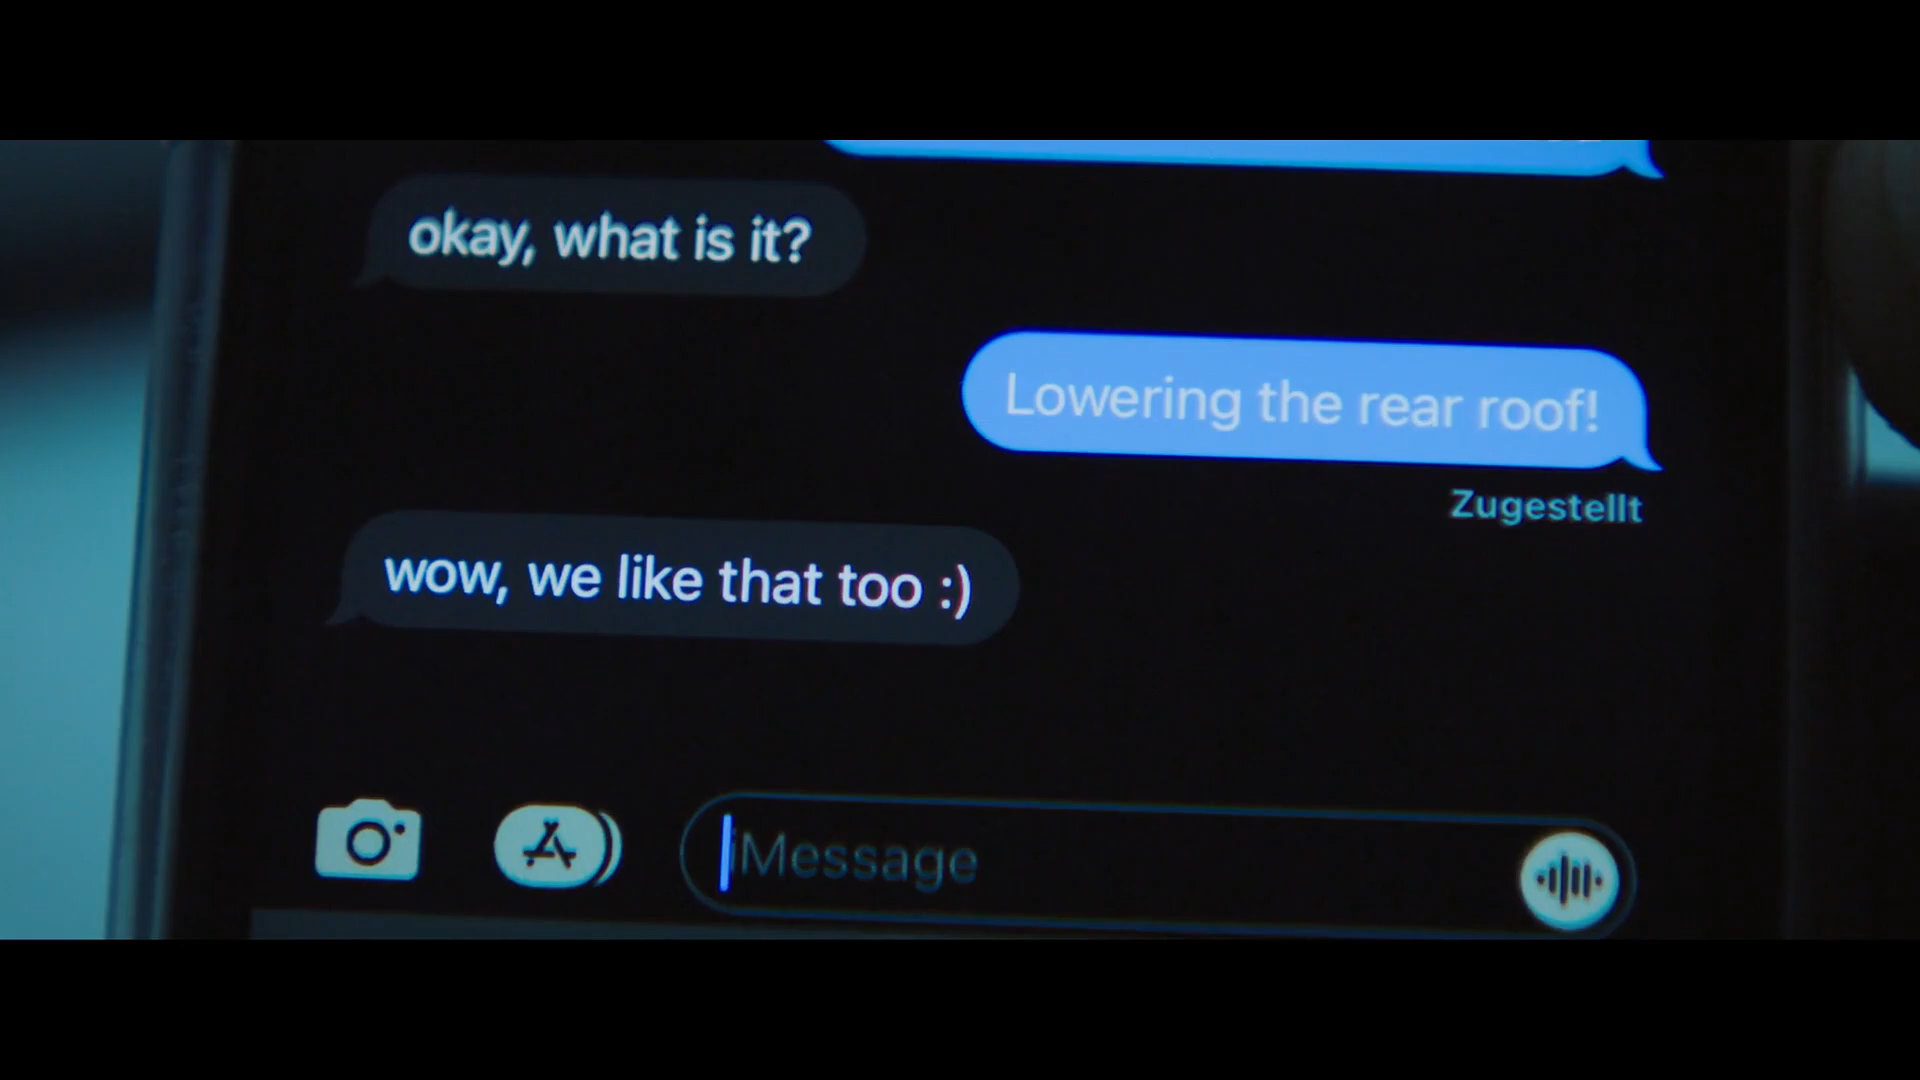 okay, what is it?
Lowering the rear roof!
Zugestellt
wow, we like that too :)
iMessage